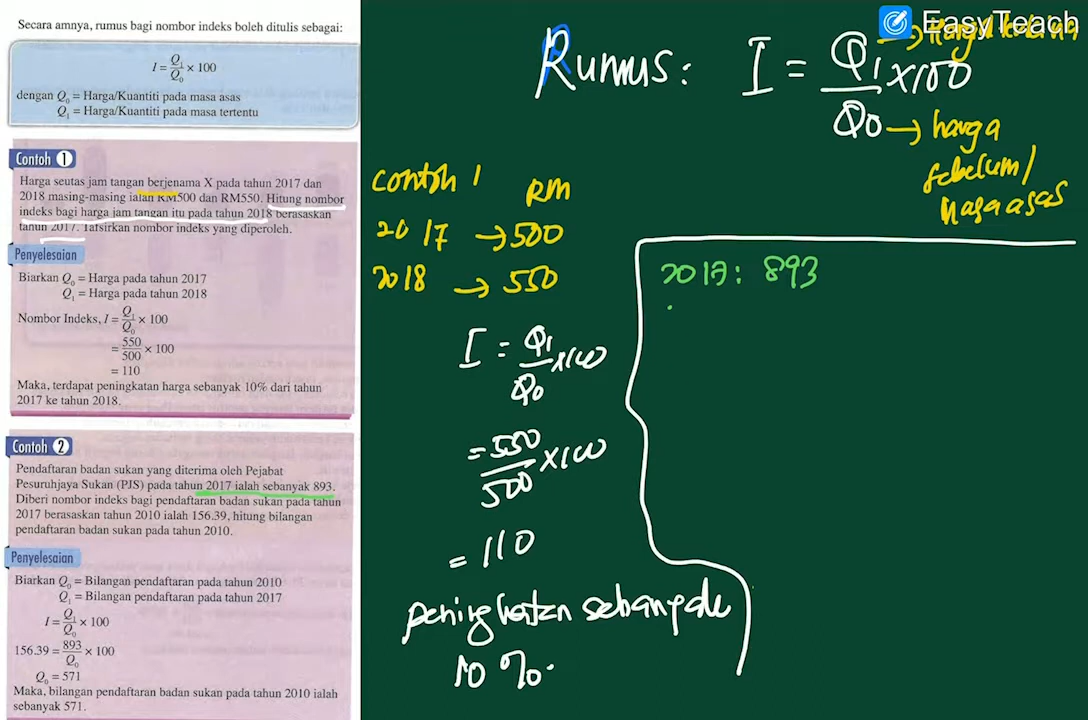 Secara amnya, rumus bagi nombor indeks boleh ditulis sebagai:
I = Q₁/Q₀ × 100
dengan Q₀ = Harga/Kuantiti pada masa asas
Q₁ = Harga/Kuantiti pada masa tertentu
Contoh 1
Harga seutas jam tangan berjenama X pada tahun 2017 dan
2018 masing-masing ialah RM500 dan RM550. Hitung nombor
indeks bagi harga jam tangan itu pada tahun 2018 berasaskan
tahun 2017. Tafsirkan nombor indeks yang diperoleh.
Penyelesaian
Biarkan Q₀ = Harga pada tahun 2017
Q₁ = Harga pada tahun 2018
Nombor Indeks, I = Q₁/Q₀ × 100
= 550/500 × 100
= 110
Maka, terdapat peningkatan harga sebanyak 10% dari tahun
2017 ke tahun 2018.
Contoh 2
Pendaftaran badan sukan yang diterima oleh Pejabat
Pesuruhjaya Sukan (PJS) pada tahun 2017 ialah sebanyak 893.
Diberi nombor indeks bagi pendaftaran badan sukan pada tahun
2017 berasaskan tahun 2010 ialah 156.39, hitung bilangan
pendaftaran badan sukan pada tahun 2010.
Penyelesaian
Biarkan Q₀ = Bilangan pendaftaran pada tahun 2010
Q₁ = Bilangan pendaftaran pada tahun 2017
I = Q₁/Q₀ × 100
156.39 = 893/Q₀ × 100
Q₀ = 571
Maka, bilangan pendaftaran badan sukan pada tahun 2010 ialah
sebanyak 571.
EasyTeach
Rumus: I = Q₁/Q₀ × 100
→ harga
sebelum/
Masa asas
Contoh 1
RM
2017 → 500
2018 → 550
I = Q₁/Q₀ × 100
= 550/500 × 100
= 110
peningkatan sebanyak
10%.
2017: 893